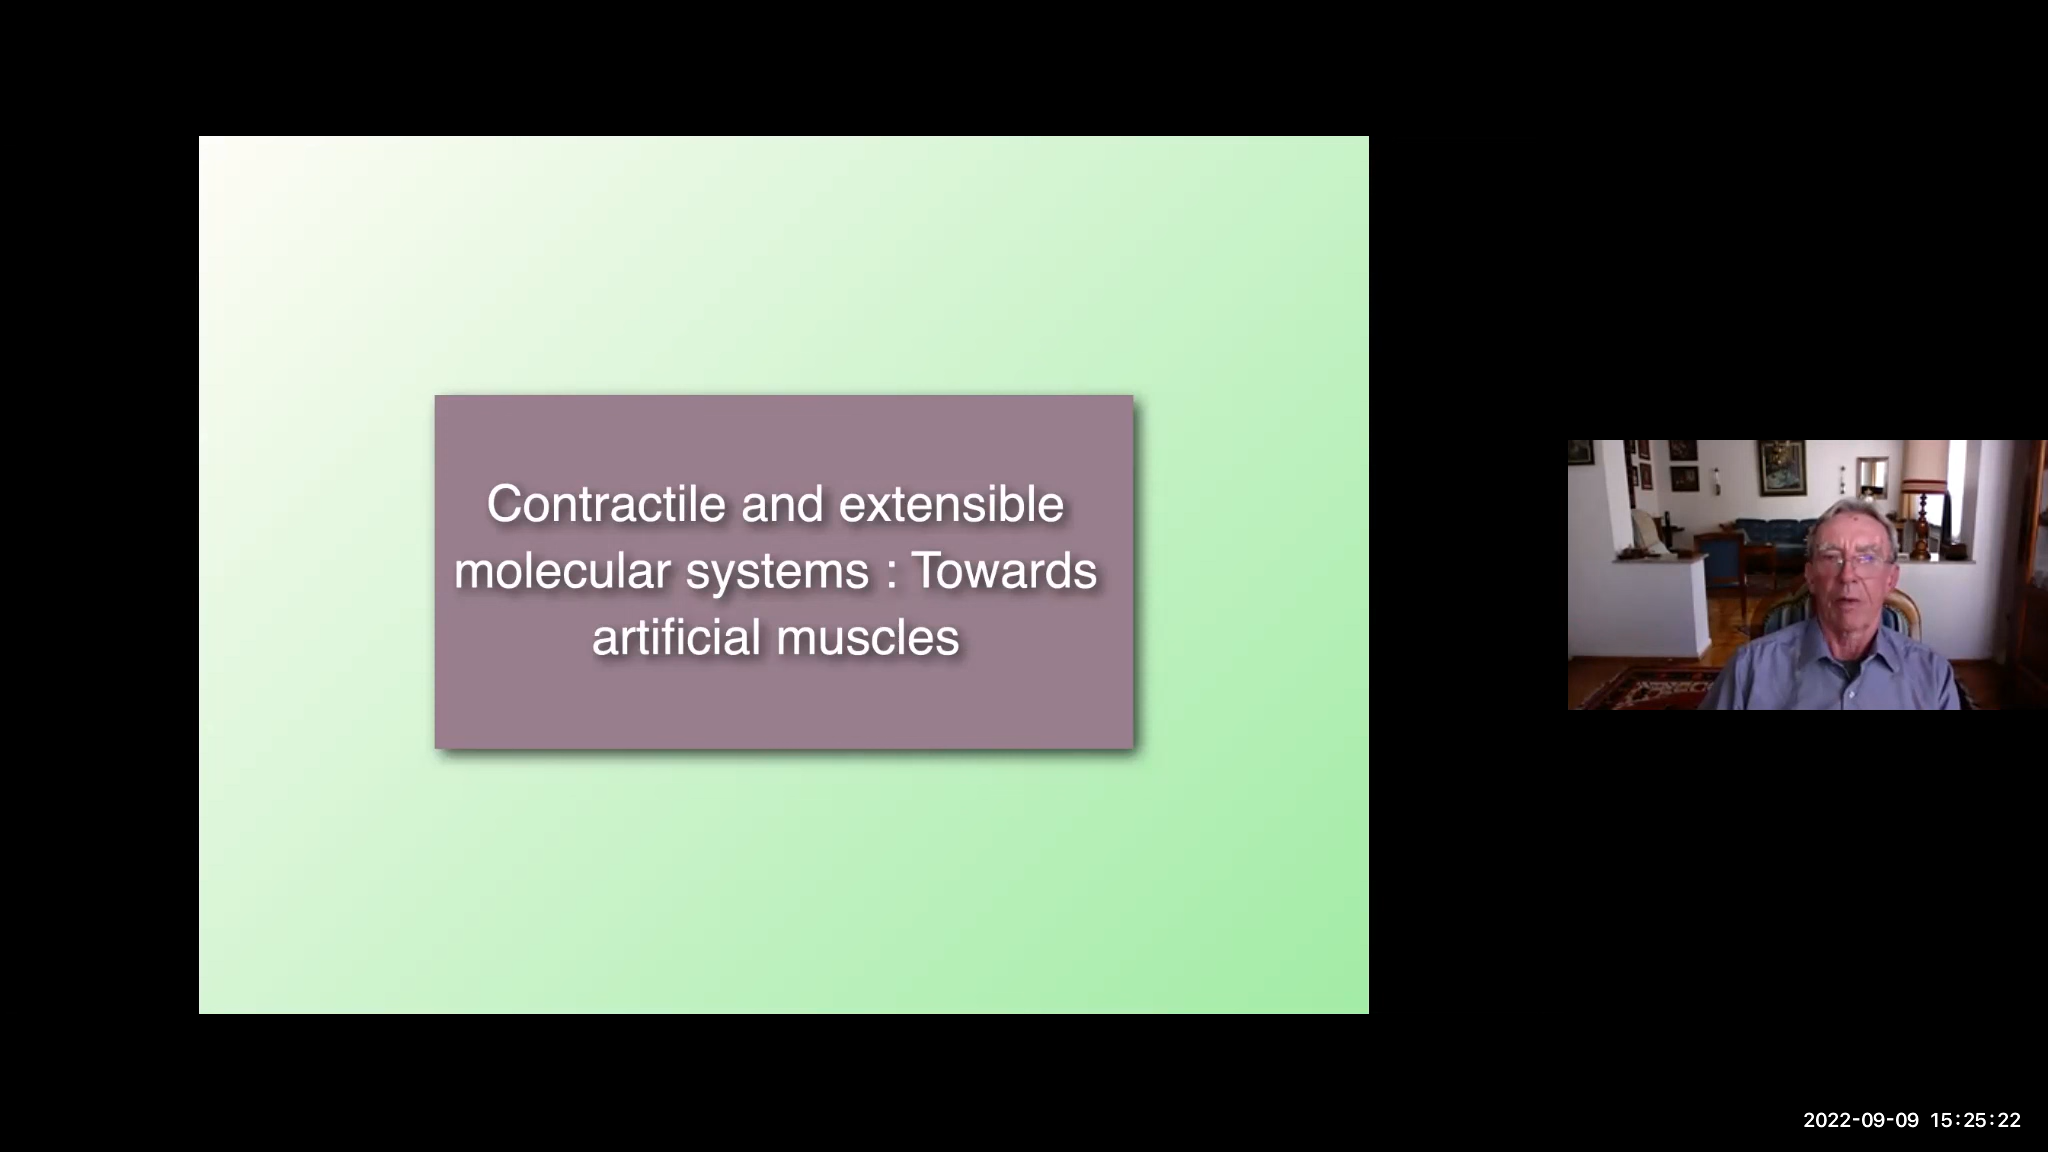 Contractile and extensible
molecular systems : Towards
artificial muscles
2022-09-09 15:25:22